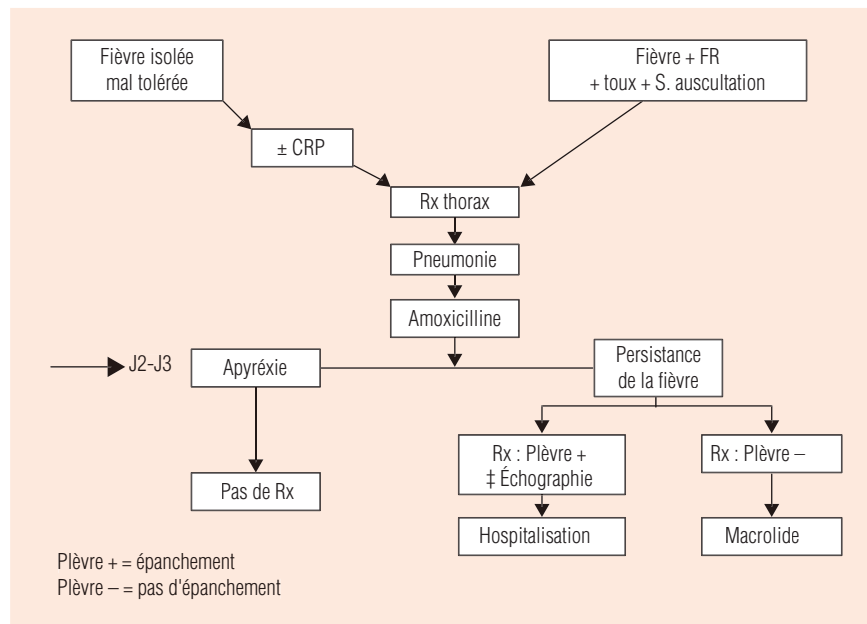 Fièvre isolée
mal tolérée
Fièvre + FR
+ toux + S. auscultation
± CRP
Rx thorax
Pneumonie
Amoxicilline
J2-J3
Apyréxie
Persistance
de la fièvre
Rx : Plèvre +
‡ Échographie
Rx : Plèvre –
Pas de Rx
Hospitalisation
Macrolide
Plèvre + = épanchement
Plèvre – = pas d'épanchement